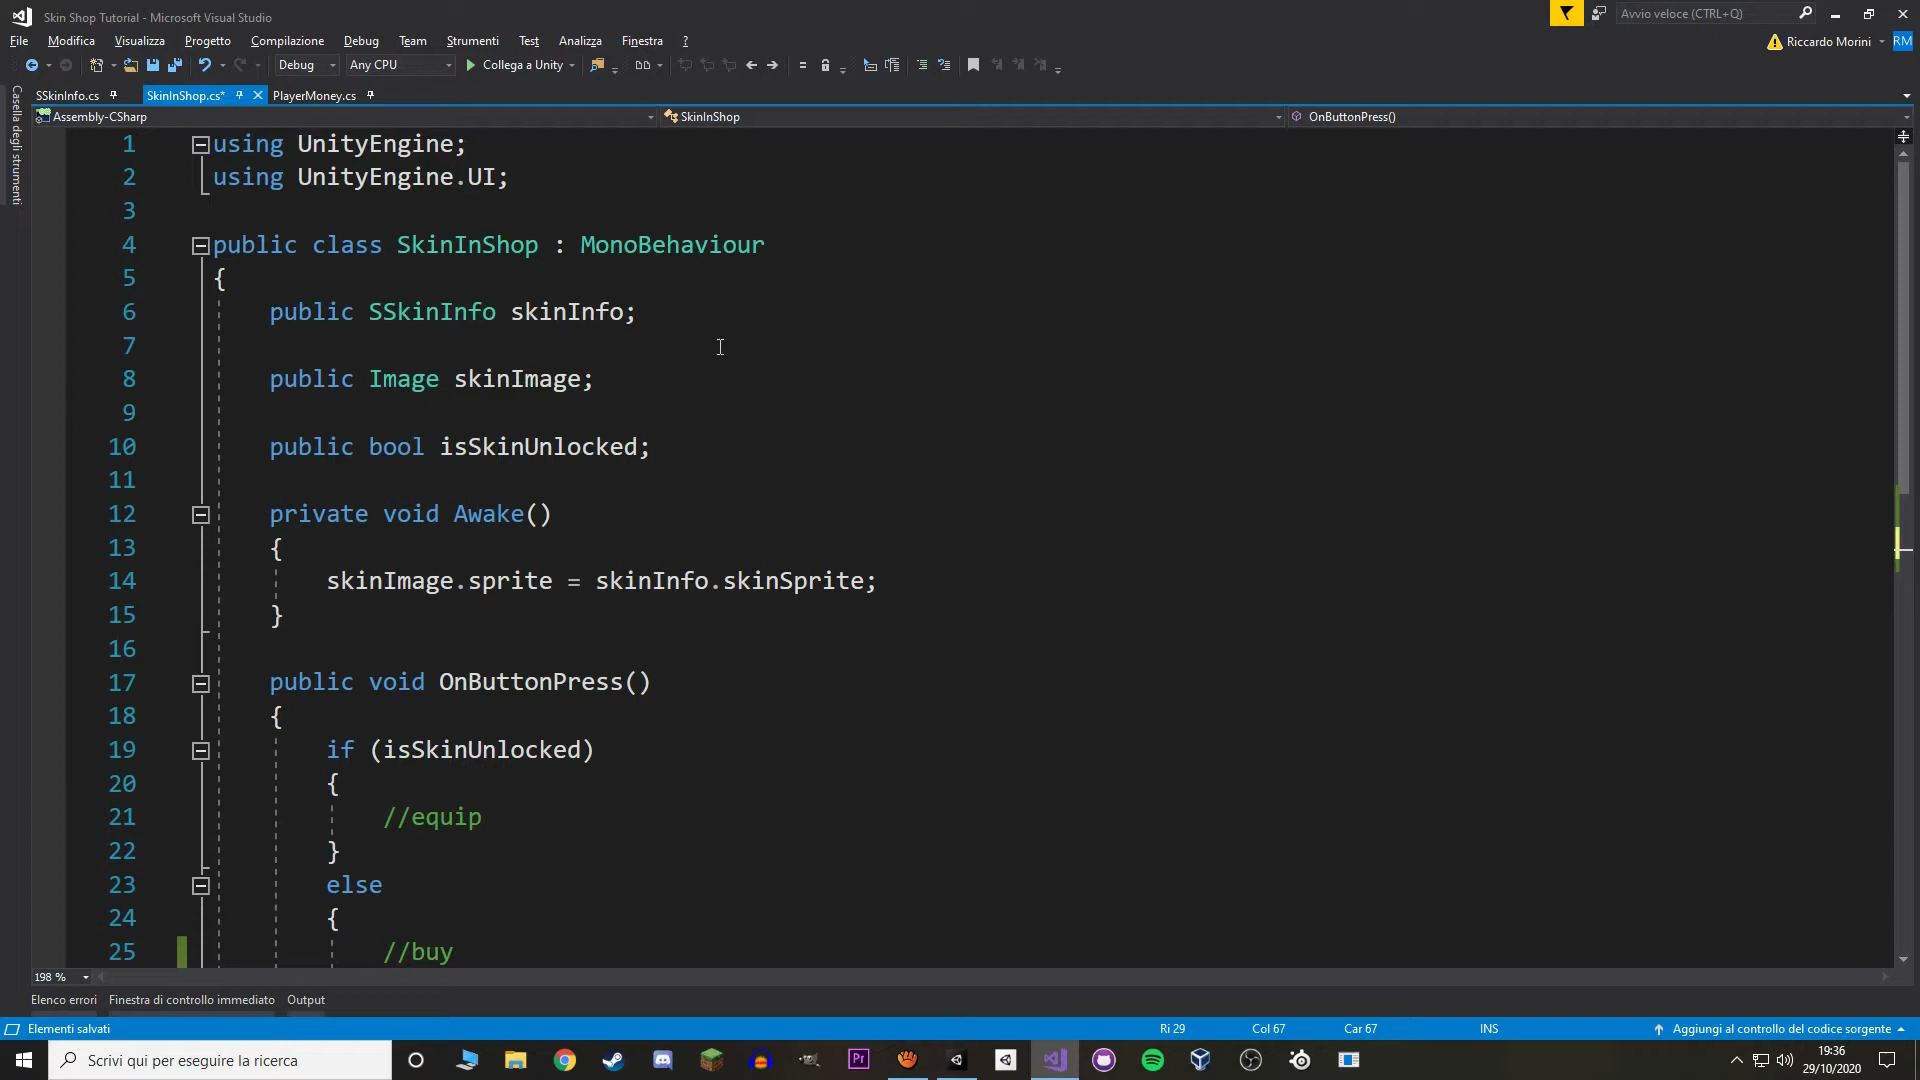 Skin Shop Tutorial - Microsoft Visual Studio
Avvio veloce (CTRL+Q)
File Modifica Visualizza Progetto Compilazione Debug Team Strumenti Test Analizza Finestra ?
Riccardo Morini RM
Debug Any CPU Collega a Unity
Casella degli strumenti
SSkinInfo.cs SkinInShop.cs* PlayerMoney.cs
Assembly-CSharp SkinInShop OnButtonPress()
1 using UnityEngine;
2 using UnityEngine.UI;
3
4 public class SkinInShop : MonoBehaviour
5 {
6 public SSkinInfo skinInfo;
7
8 public Image skinImage;
9
10 public bool isSkinUnlocked;
11
12 private void Awake()
13 {
14 skinImage.sprite = skinInfo.skinSprite;
15 }
16
17 public void OnButtonPress()
18 {
19 if (isSkinUnlocked)
20 {
21 //equip
22 }
23 else
24 {
25 //buy
198 %
Elenco errori Finestra di controllo immediato Output
Elementi salvati Ri 29 Col 67 Car 67 INS Aggiungi al controllo del codice sorgente
Scrivi qui per eseguire la ricerca
Pr
19:36
29/10/2020